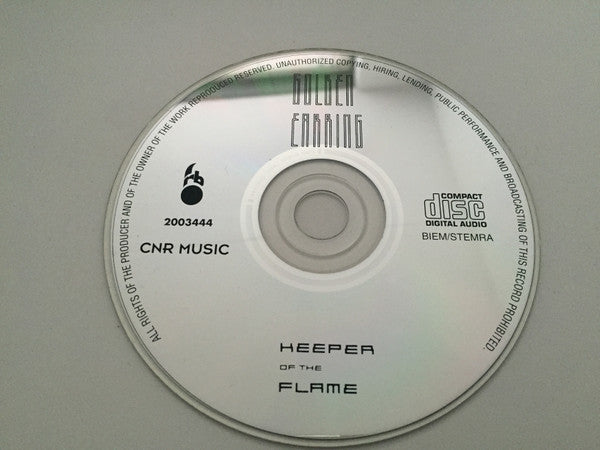 ALL RIGHTS OF THE PRODUCER AND OF THE OWNER OF THE WORK REPRODUCED RESERVED. UNAUTHORIZED COPYING, HIRING, LENDING, PUBLIC PERFORMANCE AND BROADCASTING OF THIS RECORD PROHIBITED.
GOLDEN
EARRING
2003444
CNR MUSIC
COMPACT
disc
DIGITAL AUDIO
BIEM/STEMRA
KEEPER
OF THE
FLAME